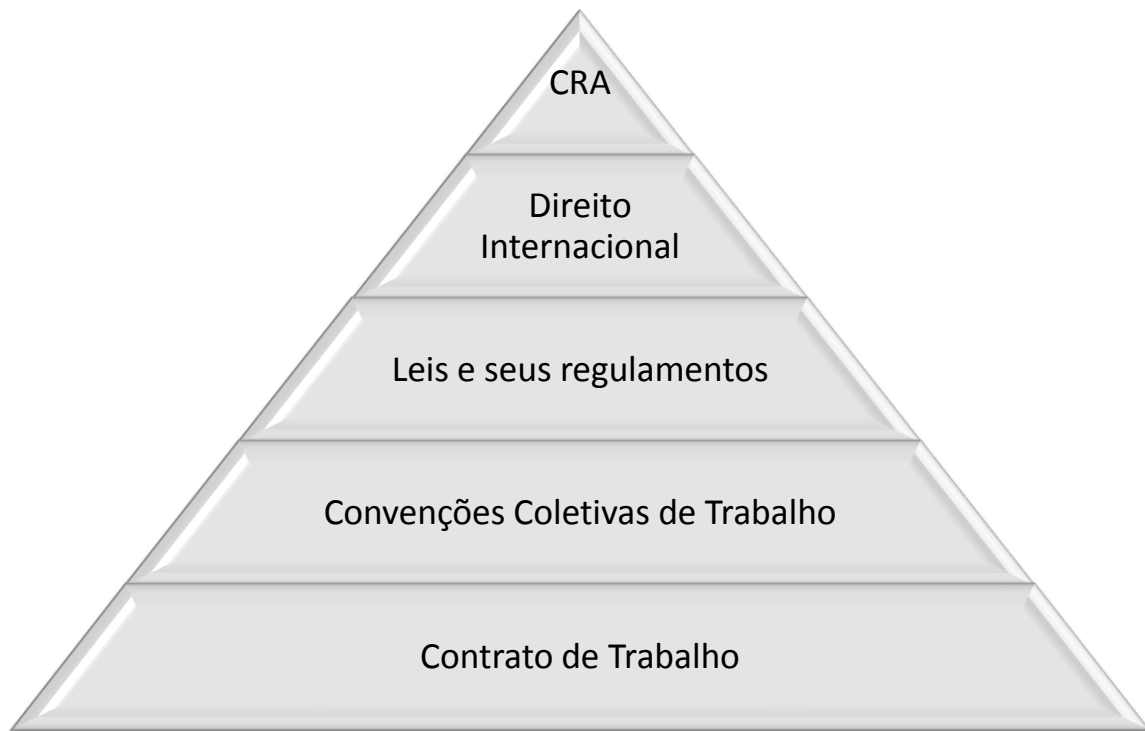 CRA
Direito
Internacional
Leis e seus regulamentos
Convenções Coletivas de Trabalho
Contrato de Trabalho